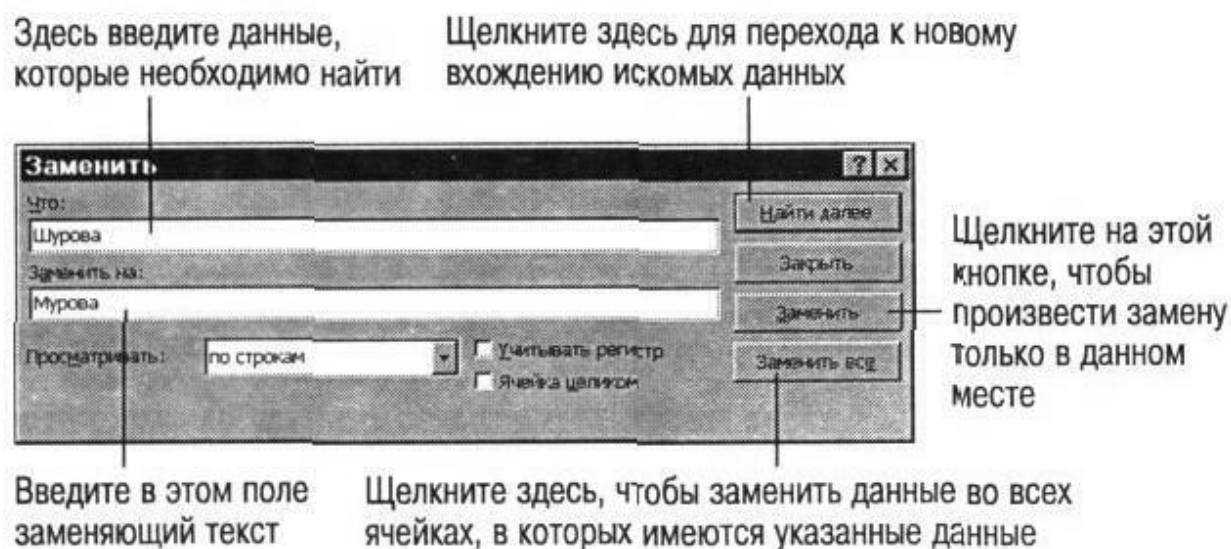 Здесь введите данные,
которые необходимо найти
Щелкните здесь для перехода к новому
вхождению искомых данных
Заменить
Что:
Найти далее
Шурова
Закрыть
Заменить на:
Мурова
Заменить
Просматривать:
по строкам
Учитывать регистр
Заменить все
Ячейка целиком
Щелкните на этой
кнопке, чтобы
произвести замену
только в данном
месте
Введите в этом поле
заменяющий текст
Щелкните здесь, чтобы заменить данные во всех
ячейках, в которых имеются указанные данные